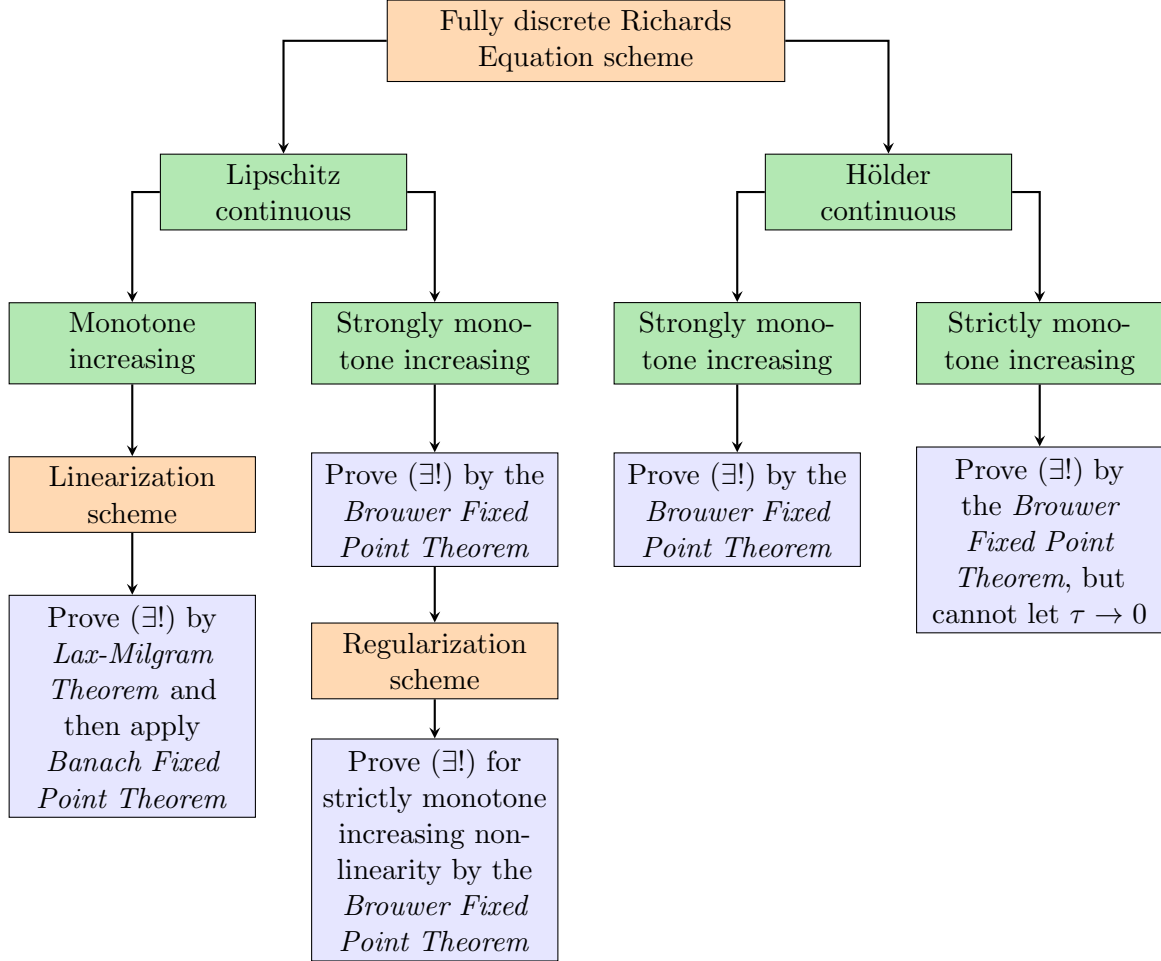 Fully discrete Richards
Equation scheme
Lipschitz
continuous
Hölder
continuous
Monotone
increasing
Strongly mono-
tone increasing
Strongly mono-
tone increasing
Strictly mono-
tone increasing
Linearization
scheme
Prove (∃!) by the
Brouwer Fixed
Point Theorem
Prove (∃!) by the
Brouwer Fixed
Point Theorem
Prove (∃!) by
the Brouwer
Fixed Point
Theorem, but
cannot let τ → 0
Prove (∃!) by
Lax-Milgram
Theorem and
then apply
Banach Fixed
Point Theorem
Regularization
scheme
Prove (∃!) for
strictly monotone
increasing non-
linearity by the
Brouwer Fixed
Point Theorem